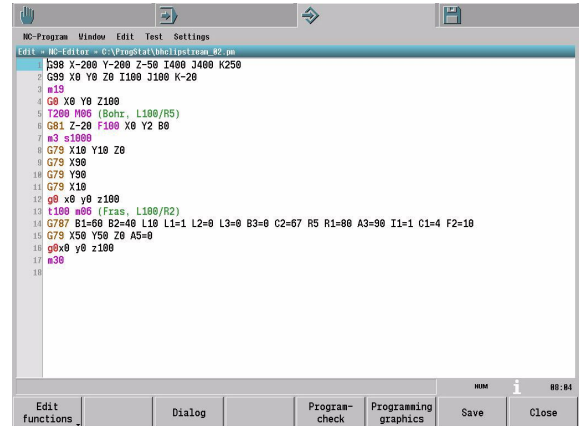 NC-Program Window Edit Test Settings
Edit » NC-Editor » C:\ProgStat\bhclipstream_02.pm
1 G98 X-200 Y-200 Z-50 I400 J400 K250
2 G99 X0 Y0 Z0 I100 J100 K-20
3 m19
4 G0 X0 Y0 Z100
5 T200 M06 (Bohr, L100/R5)
6 G81 Z-20 F100 X0 Y2 B0
7 m3 s1000
8 G79 X10 Y10 Z0
9 G79 X90
10 G79 Y90
11 G79 X10
12 g0 x0 y0 z100
13 t100 m06 (Fras, L100/R2)
14 G787 B1=60 B2=40 L10 L1=1 L2=0 L3=0 B3=0 C2=67 R5 R1=80 A3=90 I1=1 C1=4 F2=10
15 G79 X50 Y50 Z0 A5=0
16 g0x0 y0 z100
17 m30
18
HUM i 08:04
Edit functions Dialog Program-check Programming graphics Save Close